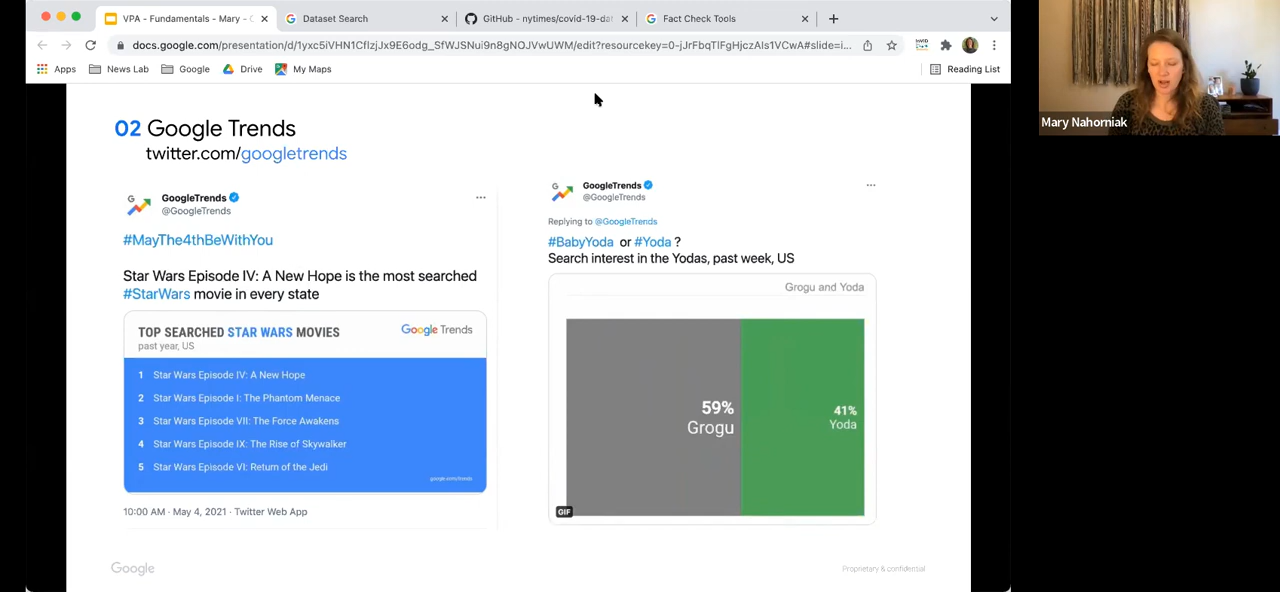 VPA - Fundamentals - Mary - G
Dataset Search
GitHub - nytimes/covid-19-dat
Fact Check Tools
docs.google.com/presentation/d/1yxc5iVHN1CfIzjJx9E6odg_SfWJSNui9n8gNOJVwUWM/edit?resourcekey=0-jJrFbqTlFgHjczAIs1VCwA#slide=i...
Apps
News Lab
Google
Drive
My Maps
Reading List
Mary Nahorniak
02 Google Trends
twitter.com/googletrends
GoogleTrends
@GoogleTrends
#MayThe4thBeWithYou
Star Wars Episode IV: A New Hope is the most searched
#StarWars movie in every state
TOP SEARCHED STAR WARS MOVIES
past year, US
Google Trends
1 Star Wars Episode IV: A New Hope
2 Star Wars Episode I: The Phantom Menace
3 Star Wars Episode VII: The Force Awakens
4 Star Wars Episode IX: The Rise of Skywalker
5 Star Wars Episode VI: Return of the Jedi
google.com/trends
10:00 AM · May 4, 2021 · Twitter Web App
GoogleTrends
@GoogleTrends
Replying to @GoogleTrends
#BabyYoda or #Yoda ?
Search interest in the Yodas, past week, US
Grogu and Yoda
59%
Grogu
41%
Yoda
GIF
Google
Proprietary & confidential